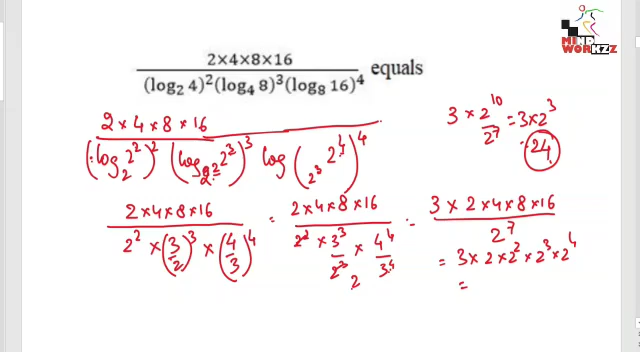 MIND
WORKZZ
2×4×8×16
(log₂ 4)²(log₄ 8)³(log₈ 16)⁴ equals
2 × 4 × 8 × 16
(log₂ 2²)² (log₂² 2³)³ log (₂³ 2⁴)⁴
3 × 2¹⁰/2⁷ = 3×2³
= 24
2×4×8×16 / 2² × (3/2)³ × (4/3)⁴ = 2×4×8×16 / 2² × 3³/2³ × 4⁴/3⁴ = 3 × 2 × 4 × 8 × 16 / 2⁷
= 3 × 2 × 2² × 2³ × 2⁴
=